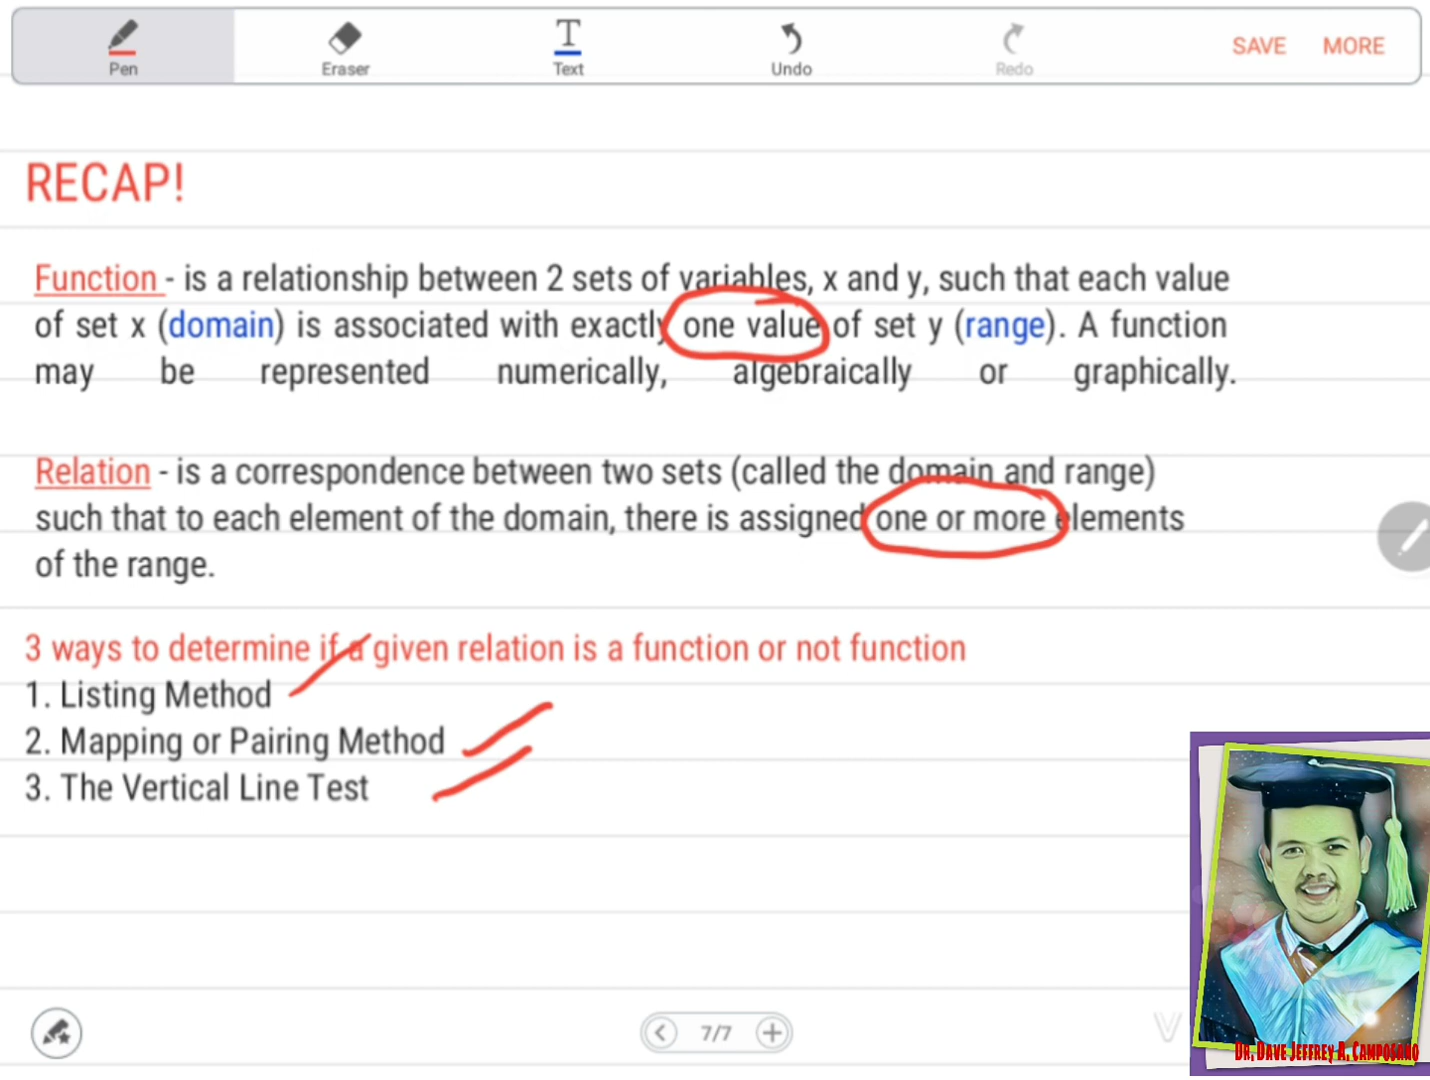 Pen
Eraser
Text
Undo
Redo
SAVE
MORE
RECAP!
Function - is a relationship between 2 sets of variables, x and y, such that each value
of set x (domain) is associated with exactly one value of set y (range). A function
may be represented numerically, algebraically or graphically.
Relation - is a correspondence between two sets (called the domain and range)
such that to each element of the domain, there is assigned one or more elements
of the range.
3 ways to determine if a given relation is a function or not function
1. Listing Method
2. Mapping or Pairing Method
3. The Vertical Line Test
7/7
V
Dr. Dave Jeffrey A. Camposano